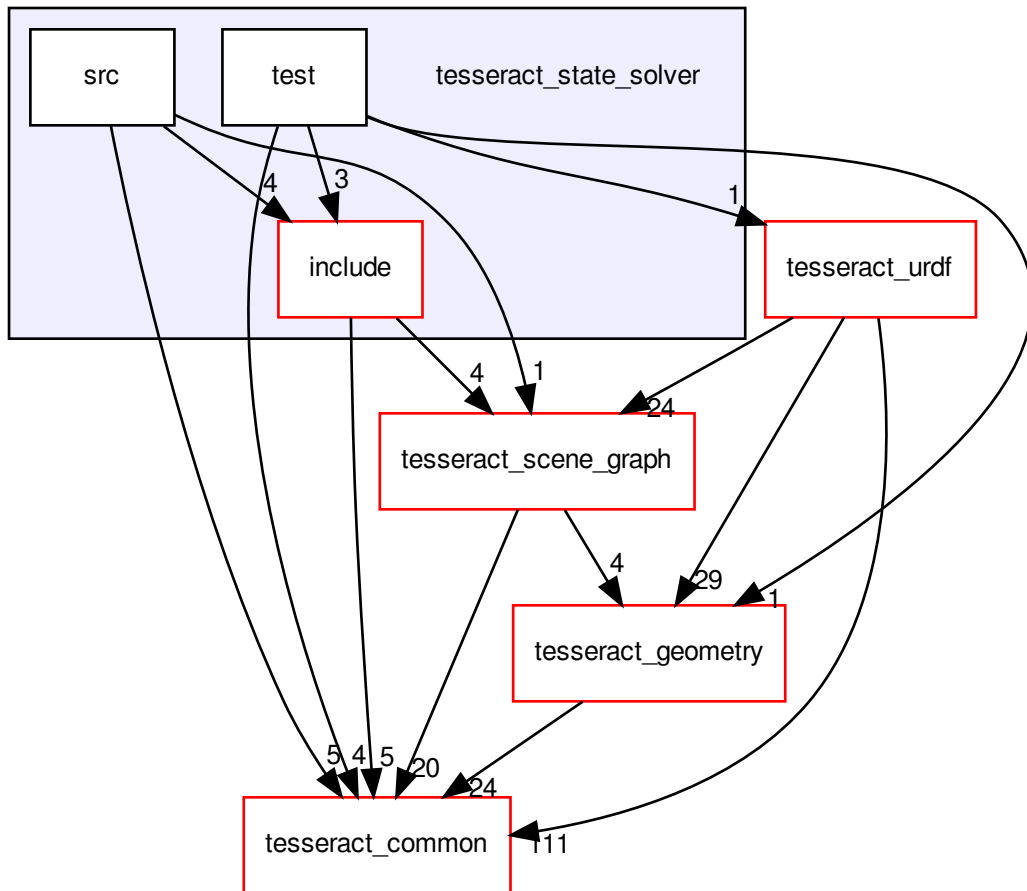 src
test
tesseract_state_solver
4
3
1
include
tesseract_urdf
4
1
24
tesseract_scene_graph
4
29
1
tesseract_geometry
5
4
5
20
24
111
tesseract_common